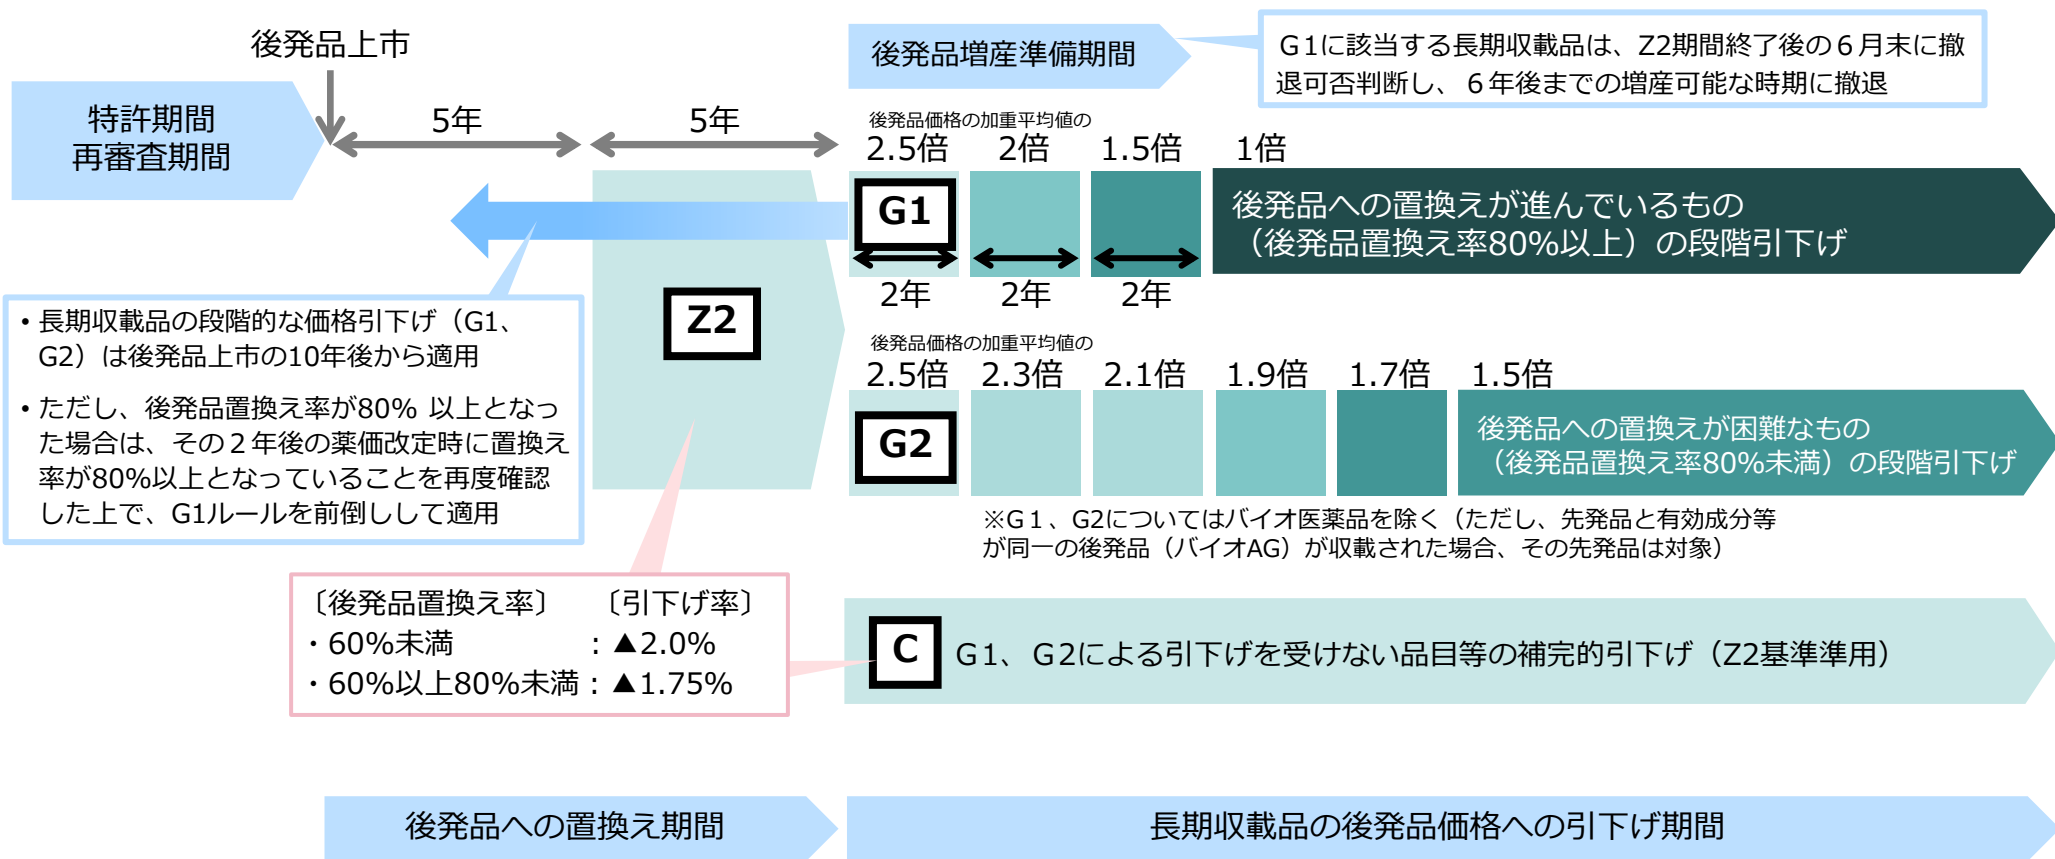 後発品上市
特許期間
再審査期間
5年
5年
後発品増産準備期間
G1に該当する長期収載品は、Z2期間終了後の６月末に撤
退可否判断し、６年後までの増産可能な時期に撤退
後発品価格の加重平均値の
2.5倍 2倍 1.5倍 1倍
G1
後発品への置換えが進んでいるもの
（後発品置換え率80%以上）の段階引下げ
2年 2年 2年
Z2
・長期収載品の段階的な価格引下げ（G1、
G2）は後発品上市の10年後から適用
・ただし、後発品置換え率が80% 以上となっ
た場合は、その２年後の薬価改定時に置換え
率が80%以上となっていることを再度確認
した上で、G1ルールを前倒しして適用
後発品価格の加重平均値の
2.5倍 2.3倍 2.1倍 1.9倍 1.7倍 1.5倍
G2
後発品への置換えが困難なもの
（後発品置換え率80%未満）の段階引下げ
※G１、G2についてはバイオ医薬品を除く（ただし、先発品と有効成分等
が同一の後発品（バイオAG）が収載された場合、その先発品は対象）
〔後発品置換え率〕 〔引下げ率〕
・60%未満 ：▲2.0%
・60%以上80%未満：▲1.75%
C
G1、G2による引下げを受けない品目等の補完的引下げ（Z2基準準用）
後発品への置換え期間
長期収載品の後発品価格への引下げ期間